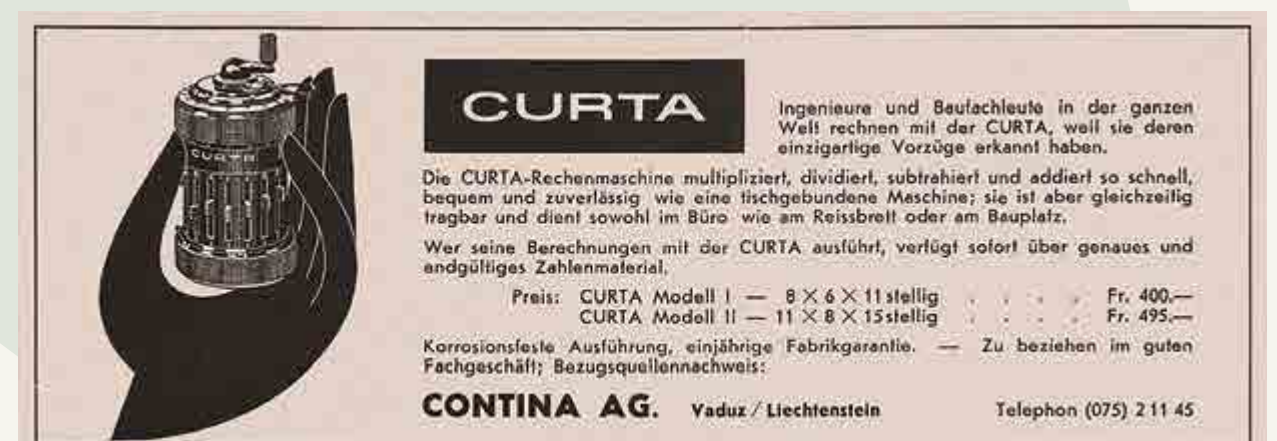 CURTA
CURTA
Ingenieure und Baufachleute in der ganzen
Welt rechnen mit der CURTA, weil sie deren
einzigartige Vorzüge erkannt haben.
Die CURTA-Rechenmaschine multipliziert, dividiert, subtrahiert und addiert so schnell,
bequem und zuverlässig wie eine tischgebundene Maschine; sie ist aber gleichzeitig
tragbar und dient sowohl im Büro wie am Reissbrett oder am Bauplatz.
Wer seine Berechnungen mit der CURTA ausführt, verfügt sofort über genaues und
endgültiges Zahlenmaterial.
Preis: CURTA Modell I — 8 × 6 × 11 stellig . . . . Fr. 400.—
CURTA Modell II — 11 × 8 × 15 stellig . . . . Fr. 495.—
Korrosionsfeste Ausführung, einjährige Fabrikgarantie. — Zu beziehen im guten
Fachgeschäft; Bezugsquellennachweis:
CONTINA AG. Vaduz / Liechtenstein Telephon (075) 2 11 45